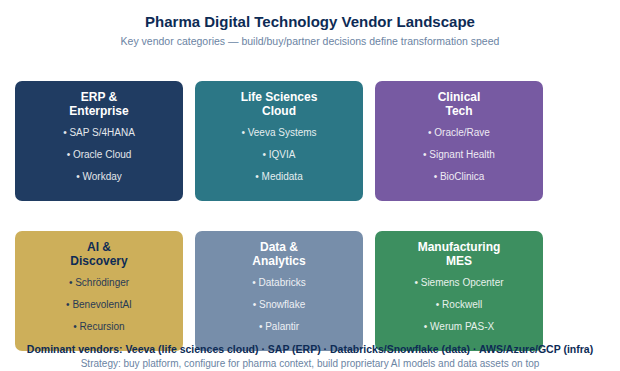 Pharma Digital Technology Vendor Landscape
Key vendor categories — build/buy/partner decisions define transformation speed
ERP &
Enterprise
• SAP S/4HANA
• Oracle Cloud
• Workday
Life Sciences
Cloud
• Veeva Systems
• IQVIA
• Medidata
Clinical
Tech
• Oracle/Rave
• Signant Health
• BioClinica
AI &
Discovery
• Schrödinger
• BenevolentAI
• Recursion
Data &
Analytics
• Databricks
• Snowflake
• Palantir
Manufacturing
MES
• Siemens Opcenter
• Rockwell
• Werum PAS-X
Dominant vendors: Veeva (life sciences cloud) · SAP (ERP) · Databricks/Snowflake (data) · AWS/Azure/GCP (infra)
Strategy: buy platform, configure for pharma context, build proprietary AI models and data assets on top